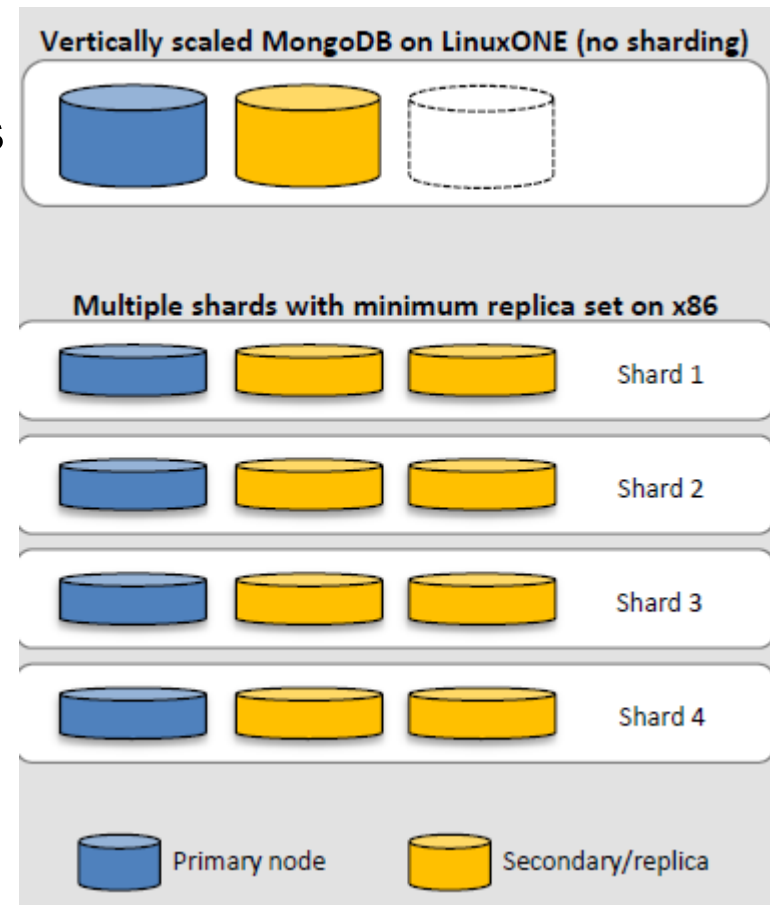 Vertically scaled MongoDB on LinuxONE (no sharding)
s
Multiple shards with minimum replica set on x86
Shard 1
Shard 2
Shard 3
Shard 4
Primary node
Secondary/replica